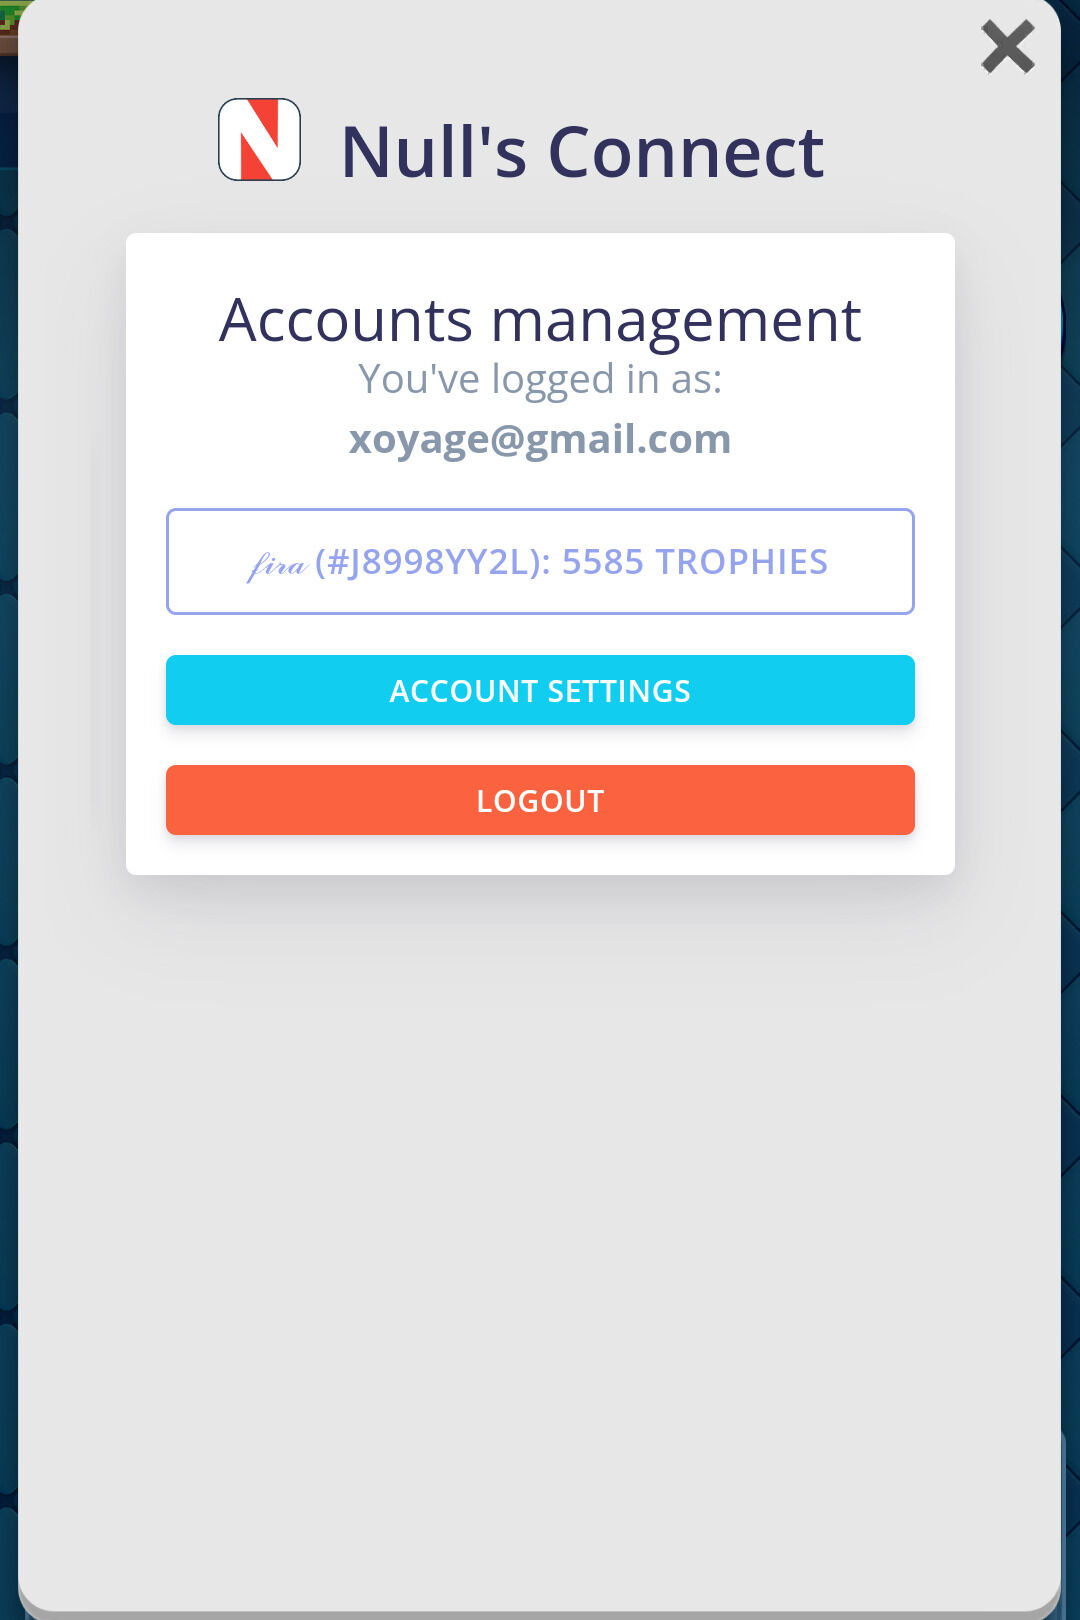 N
Null's Connect
Accounts management
You've logged in as:
xoyage@gmail.com
𝒻𝒾𝓇𝒶 (#J8998YY2L): 5585 TROPHIES
ACCOUNT SETTINGS
LOGOUT